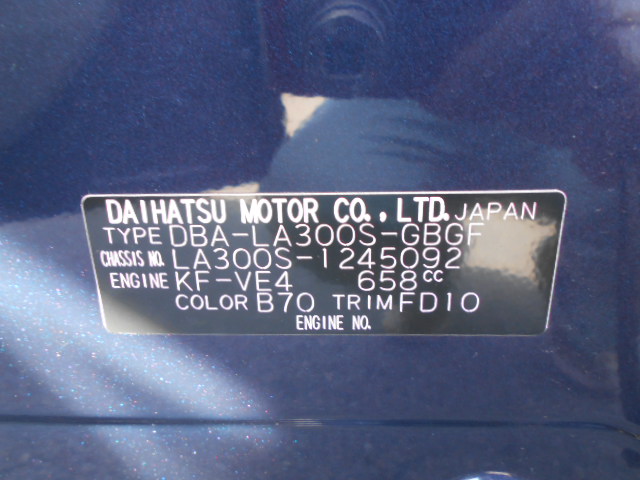 DAIHATSU MOTOR CO., LTD. JAPAN
TYPE DBA-LA300S-GBGF
CHASSIS NO. LA300S-1245092
ENGINE KF-VE4 658cc
COLOR B70 TRIM FD10
ENGINE NO.